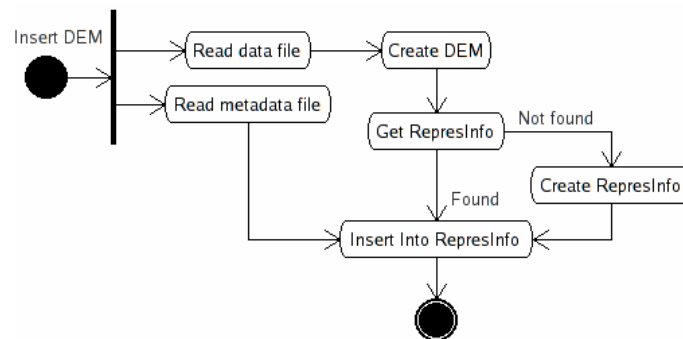 Insert DEM
Read data file
Create DEM
Read metadata file
Get RepresInfo
Not found
Create RepresInfo
Found
Insert Into RepresInfo